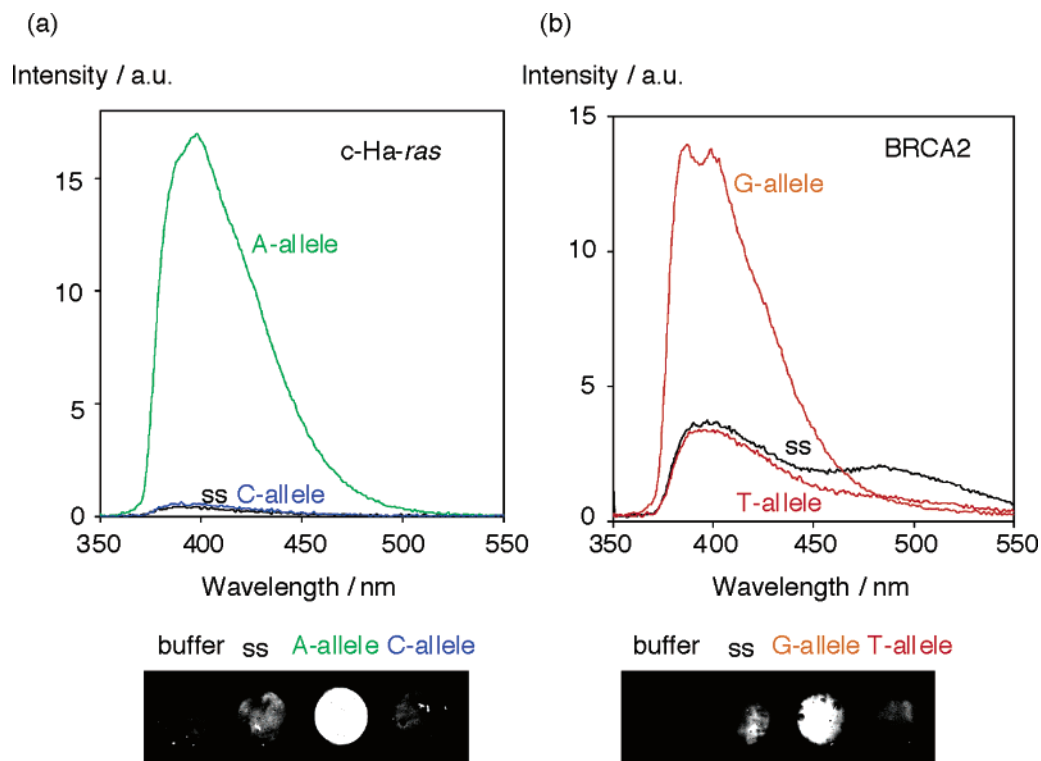 (a)
Intensity / a.u.
c-Ha-ras
15
A-allele
10
5
ss C-allele
0
350 400 450 500 550
Wavelength / nm
buffer ss A-allele C-allele
(b)
Intensity / a.u.
15
BRCA2
G-allele
10
5
ss
T-allele
0
350 400 450 500 550
Wavelength / nm
buffer ss G-allele T-allele